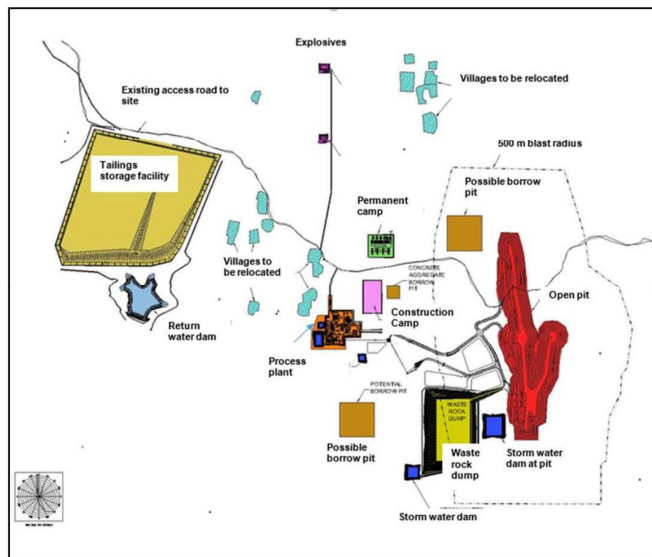 Explosives
Villages to be relocated
Existing access road to
site
500 m blast radius
Tailings
storage facility
Possible borrow
pit
Permanent
camp
Villages to
be relocated
CONCRETE
AGGREGATE
BORROW
PIT
Open pit
Construction
Camp
Return
water dam
Process
plant
POTENTIAL
BORROW PIT
WASTE
ROCK
DUMP
Possible
borrow pit
Waste
rock
dump
Storm water
dam at pit
Storm water dam